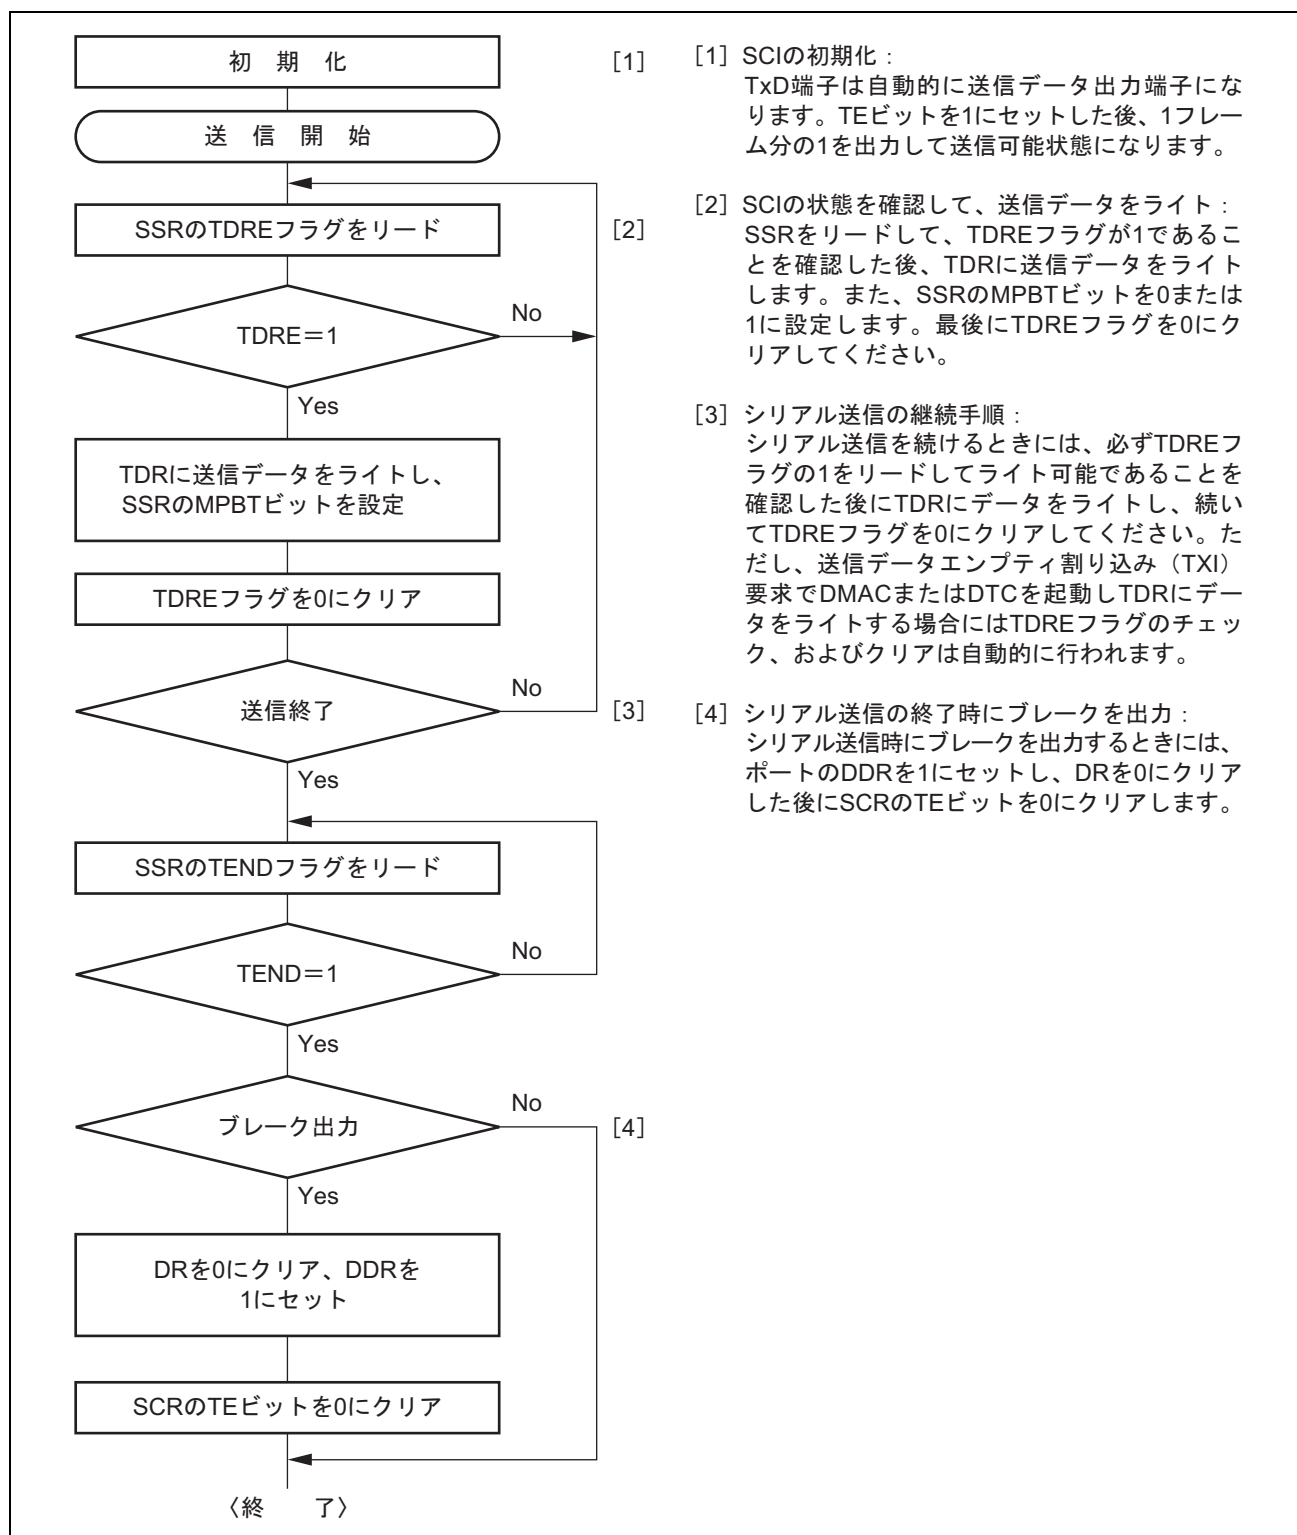 初 期 化
[1]
送 信 開 始
SSRのTDREフラグをリード
[2]
TDRE＝1
No
Yes
TDRに送信データをライトし、
SSRのMPBTビットを設定
TDREフラグを0にクリア
送信終了
No
[3]
Yes
SSRのTENDフラグをリード
TEND＝1
No
Yes
ブレーク出力
No
[4]
Yes
DRを0にクリア、DDRを
1にセット
SCRのTEビットを0にクリア
〈終 了〉
[1] SCIの初期化：
TxD端子は自動的に送信データ出力端子にな
ります。TEビットを1にセットした後、1フレー
ム分の1を出力して送信可能状態になります。
[2] SCIの状態を確認して、送信データをライト：
SSRをリードして、TDREフラグが1であるこ
とを確認した後、TDRに送信データをライト
します。また、SSRのMPBTビットを0または
1に設定します。最後にTDREフラグを0にク
リアしてください。
[3] シリアル送信の継続手順：
シリアル送信を続けるときには、必ずTDREフ
ラグの1をリードしてライト可能であることを
確認した後にTDRにデータをライトし、続い
てTDREフラグを0にクリアしてください。た
だし、送信データエンプティ割り込み（TXI）
要求でDMACまたはDTCを起動しTDRにデー
タをライトする場合にはTDREフラグのチェッ
ク、およびクリアは自動的に行われます。
[4] シリアル送信の終了時にブレークを出力：
シリアル送信時にブレークを出力するときには、
ポートのDDRを1にセットし、DRを0にクリア
した後にSCRのTEビットを0にクリアします。